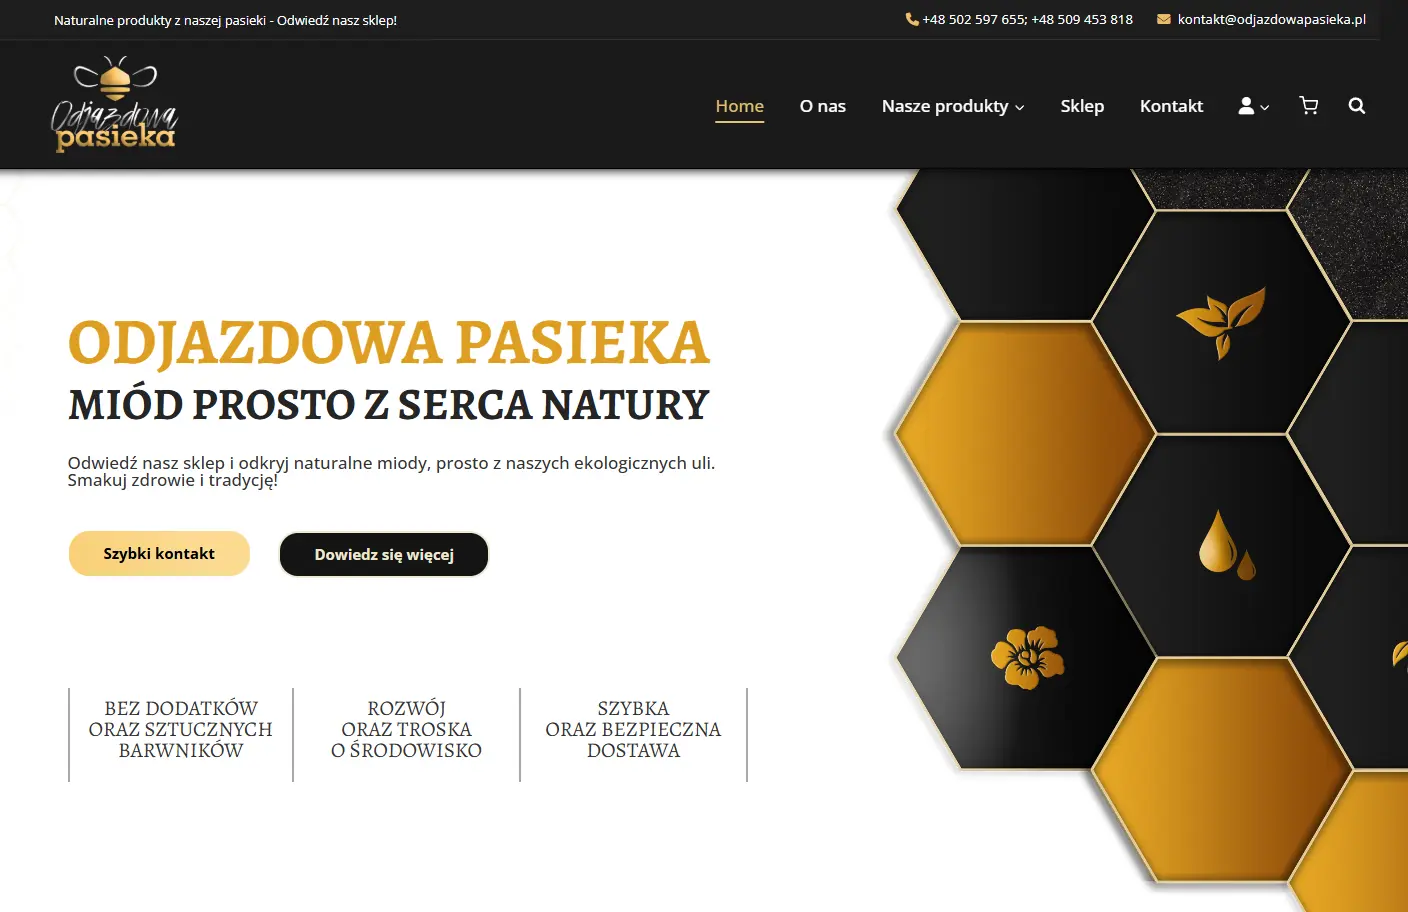 Naturalne produkty z naszej pasieki - Odwiedź nasz sklep!
+48 502 597 655; +48 509 453 818
kontakt@odjazdowapasieka.pl
Odjazdowa
pasieka
Home
O nas
Nasze produkty
Sklep
Kontakt
ODJAZDOWA PASIEKA
MIÓD PROSTO Z SERCA NATURY
Odwiedź nasz sklep i odkryj naturalne miody, prosto z naszych ekologicznych uli.
Smakuj zdrowie i tradycję!
Szybki kontakt
Dowiedz się więcej
BEZ DODATKÓW
ORAZ SZTUCZNYCH
BARWNIKÓW
ROZWÓJ
ORAZ TROSKA
O ŚRODOWISKO
SZYBKA
ORAZ BEZPIECZNA
DOSTAWA